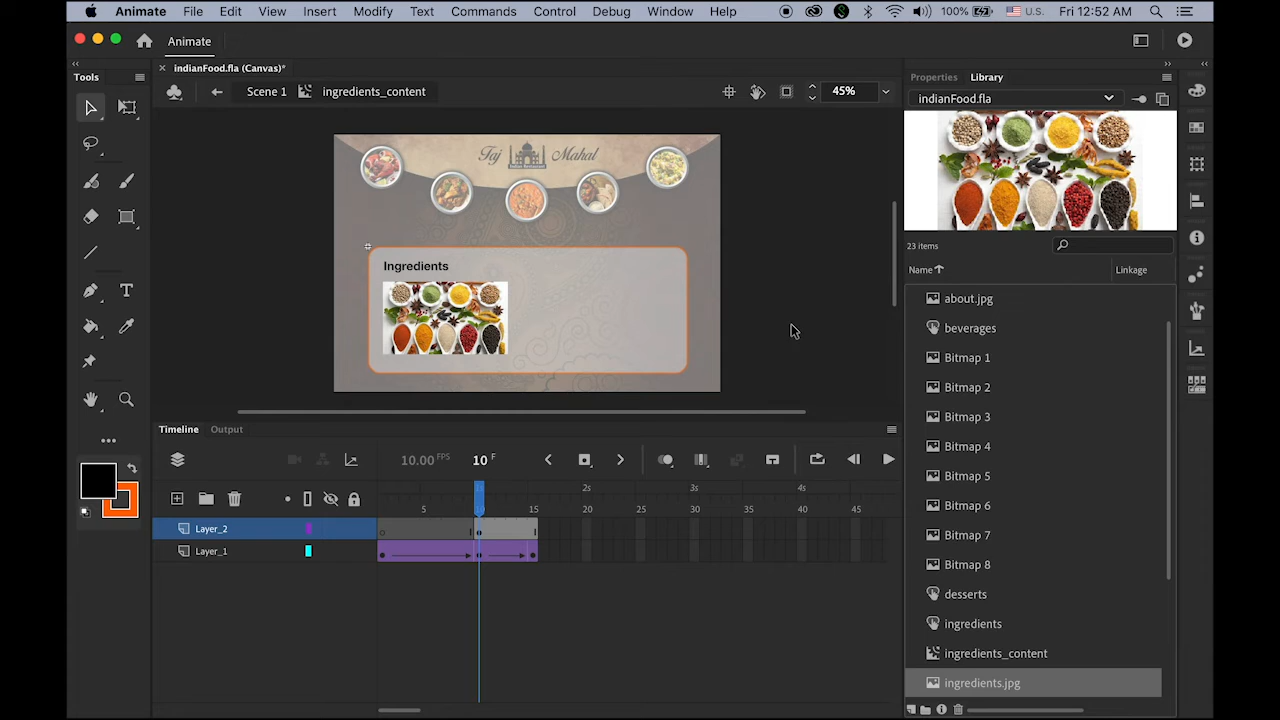 Animate File Edit View Insert Modify Text Commands Control Debug Window Help 100% U.S. Fri 12:52 AM
Animate
Tools
indianFood.fla (Canvas)*
Scene 1 ingredients_content 45%
Taj Mahal
Ingredients
Properties Library
indianFood.fla
23 items
Name Linkage
about.jpg
beverages
Bitmap 1
Bitmap 2
Bitmap 3
Bitmap 4
Bitmap 5
Bitmap 6
Bitmap 7
Bitmap 8
desserts
ingredients
ingredients_content
ingredients.jpg
Timeline Output
10.00 FPS 10 F
1s 2s 3s 4s
5 10 15 20 25 30 35 40 45
Layer_2
Layer_1